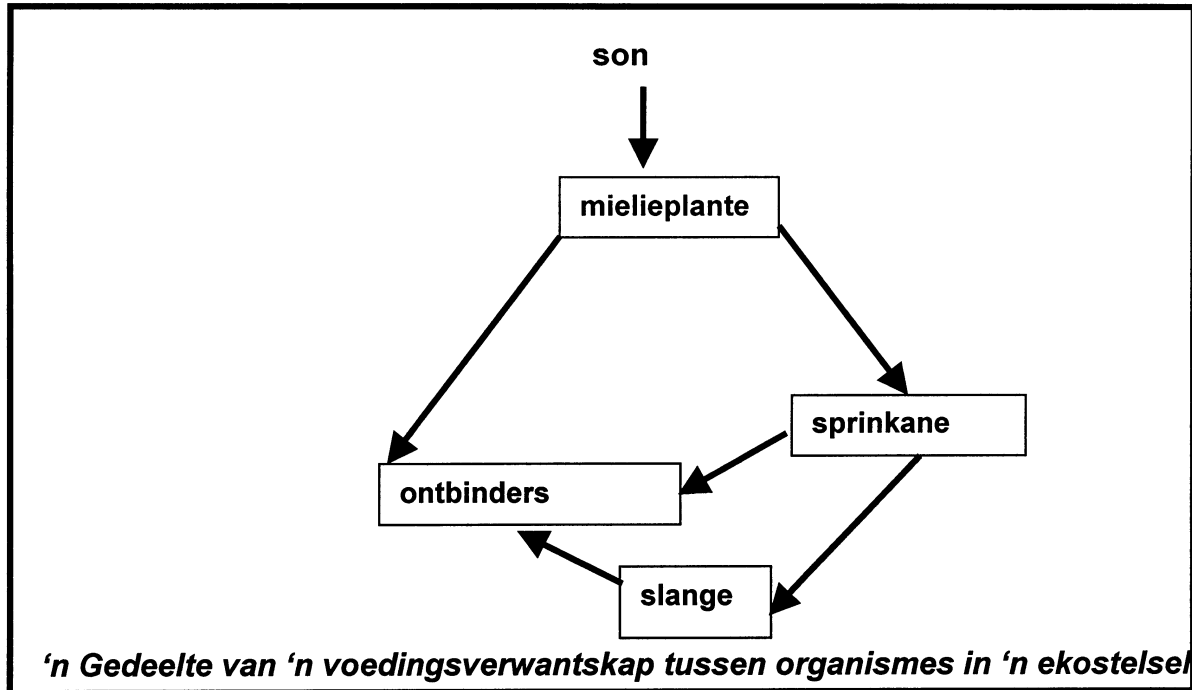 son
mielieplante
sprinkane
ontbinders
slange
‘n Gedeelte van ‘n voedingsverwantskap tussen organismes in ‘n ekostelsel